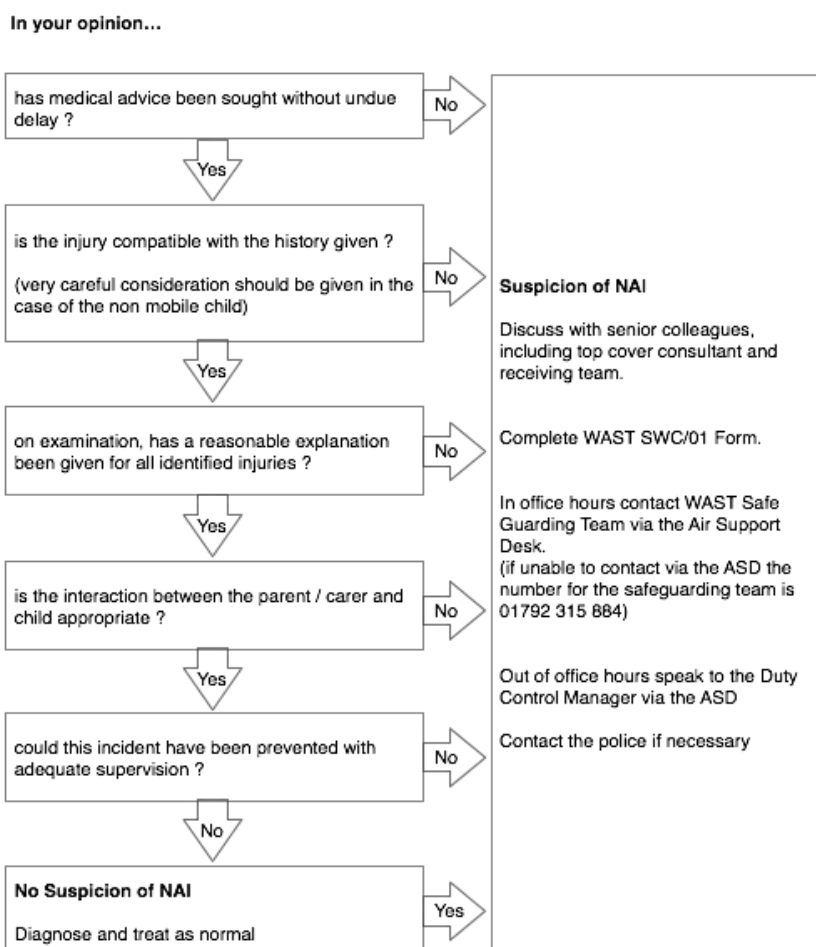 In your opinion...
has medical advice been sought without undue
delay ?
No
Yes
is the injury compatible with the history given ?
(very careful consideration should be given in the
case of the non mobile child)
No
Yes
on examination, has a reasonable explanation
been given for all identified injuries ?
No
Yes
is the interaction between the parent / carer and
child appropriate ?
No
Yes
could this incident have been prevented with
adequate supervision ?
No
No
No Suspicion of NAI
Diagnose and treat as normal
Yes
Suspicion of NAI
Discuss with senior colleagues,
including top cover consultant and
receiving team.
Complete WAST SWC/01 Form.
In office hours contact WAST Safe
Guarding Team via the Air Support
Desk.
(if unable to contact via the ASD the
number for the safeguarding team is
01792 315 884)
Out of office hours speak to the Duty
Control Manager via the ASD
Contact the police if necessary